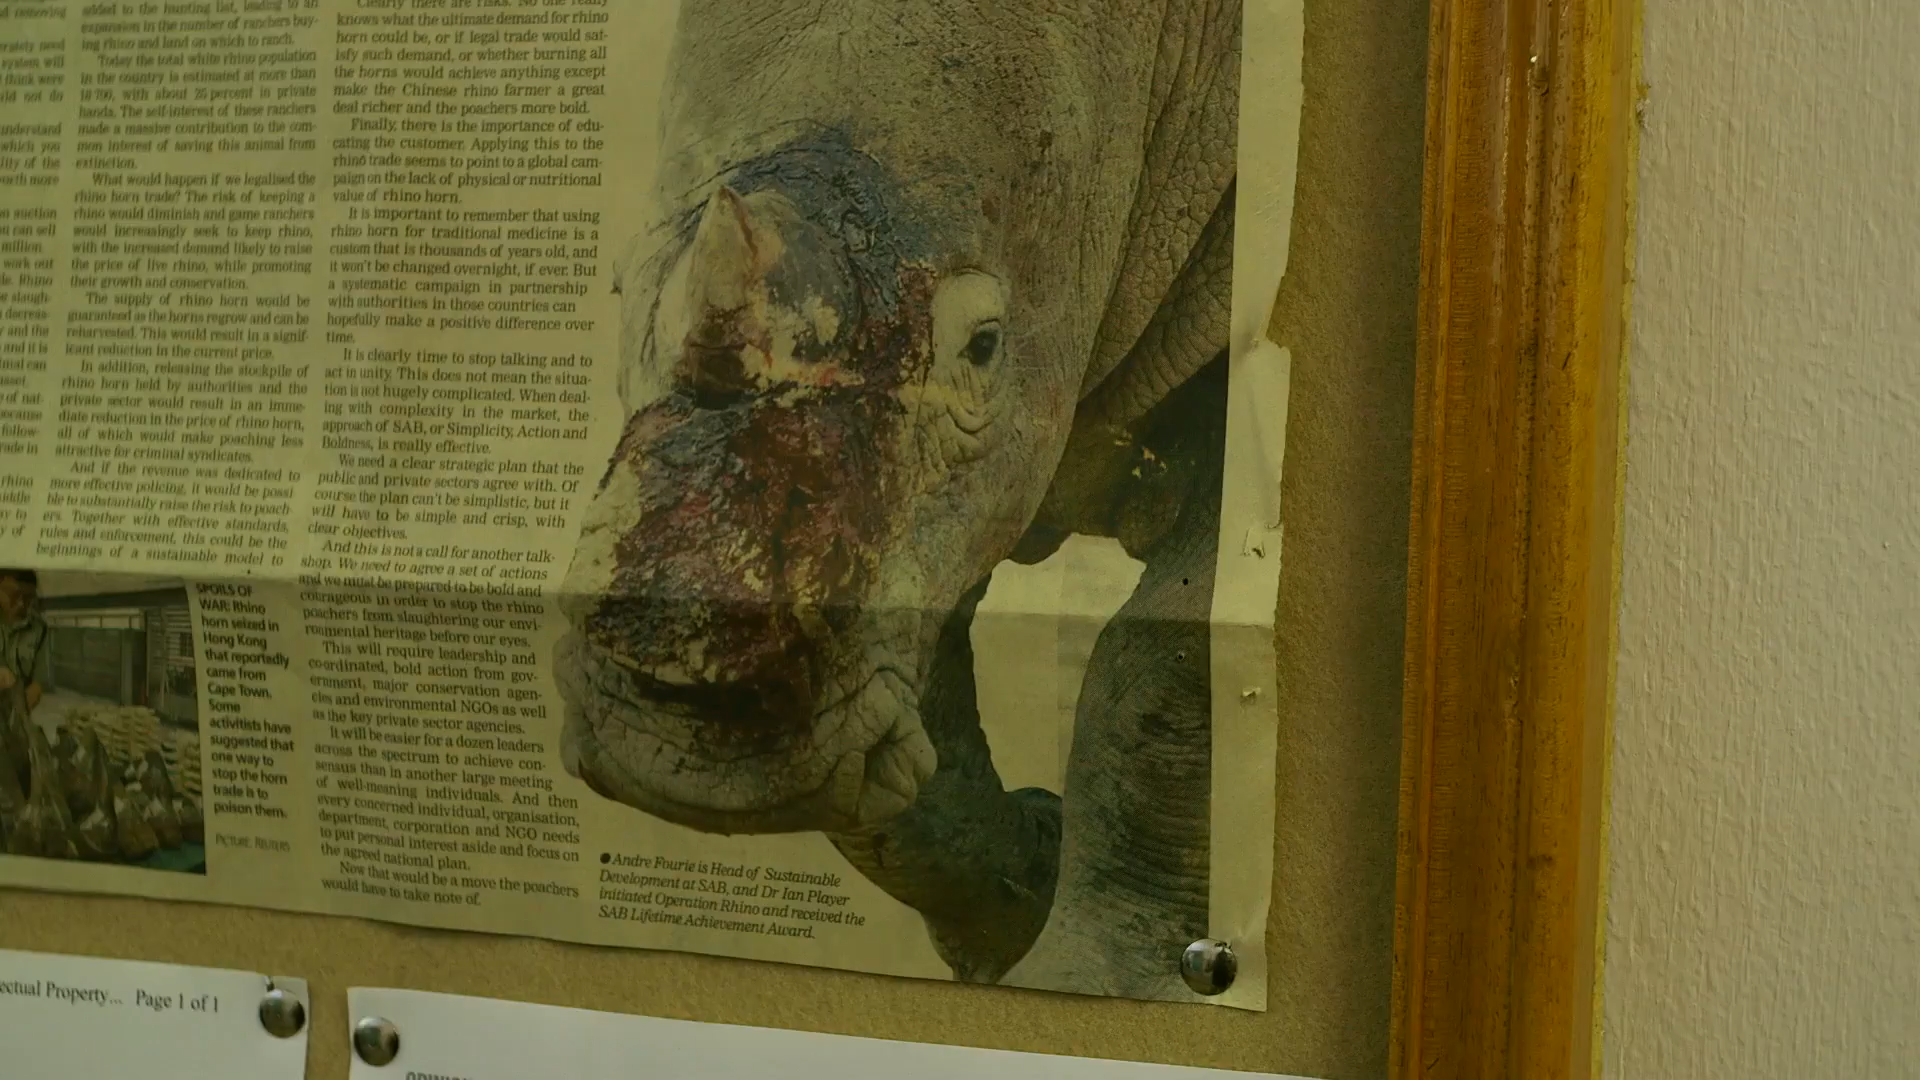 added to the hunting list, leading to an
expansion in the number of ranchers buy-
ing rhino and land on which to ranch.
Today the total white rhino population
in the country is estimated at more than
18 790, with about 25 percent in private
hands. The self-interest of these ranchers
made a massive contribution to the com-
mon interest of saving this animal from
extinction.
What would happen if we legalised the
rhino horn trade? The risk of keeping a
rhino would diminish and game ranchers
would increasingly seek to keep rhino,
with the increased demand likely to raise
the price of live rhino, while promoting
their growth and conservation.
The supply of rhino horn would be
guaranteed as the horns regrow and can be
reharvested. This would result in a signif-
icant reduction in the current price.
In addition, releasing the stockpile of
rhino horn held by authorities and the
private sector would result in an imme-
diate reduction in the price of rhino horn,
all of which would make poaching less
attractive for criminal syndicates.
And if the revenue was dedicated to
more effective policing, it would be possi
ble to substantially raise the risk to poach-
ers. Together with effective standards,
rules and enforcement, this could be the
beginnings of a sustainable model to
Clearly there are risks. No one really
knows what the ultimate demand for rhino
horn could be, or if legal trade would sat-
isfy such demand, or whether burning all
the horns would achieve anything except
make the Chinese rhino farmer a great
deal richer and the poachers more bold.
Finally, there is the importance of edu-
cating the customer. Applying this to the
rhino trade seems to point to a global cam-
paign on the lack of physical or nutritional
value of rhino horn.
It is important to remember that using
rhino horn for traditional medicine is a
custom that is thousands of years old, and
it won't be changed overnight, if ever. But
a systematic campaign in partnership
with authorities in those countries can
hopefully make a positive difference over
time.
It is clearly time to stop talking and to
act in unity. This does not mean the situa-
tion is not hugely complicated. When deal-
ing with complexity in the market, the
approach of SAB, or Simplicity, Action and
Boldness, is really effective.
We need a clear strategic plan that the
public and private sectors agree with. Of
course the plan can't be simplistic, but it
will have to be simple and crisp, with
clear objectives.
And this is not a call for another talk-
shop. We need to agree a set of actions
and we must be prepared to be bold and
courageous in order to stop the rhino
poachers from slaughtering our envi-
ronmental heritage before our eyes.
This will require leadership and
coordinated, bold action from gov-
ernment, major conservation agen-
cies and environmental NGOs as well
as the key private sector agencies.
It will be easier for a dozen leaders
across the spectrum to achieve con-
sensus than in another large meeting
of well-meaning individuals. And then
every concerned individual, organisation,
department, corporation and NGO needs
to put personal interest aside and focus on
the agreed national plan.
Now that would be a move the poachers
would have to take note of.
SPOILS OF
WAR: Rhino
horn seized in
Hong Kong
that reportedly
came from
Cape Town.
Some
activitists have
suggested that
one way to
stop the horn
trade is to
poison them.
PICTURE: REUTERS
●Andre Fourie is Head of Sustainable
Development at SAB, and Dr Ian Player
initiated Operation Rhino and received the
SAB Lifetime Achievement Award.
ectual Property... Page 1 of 1